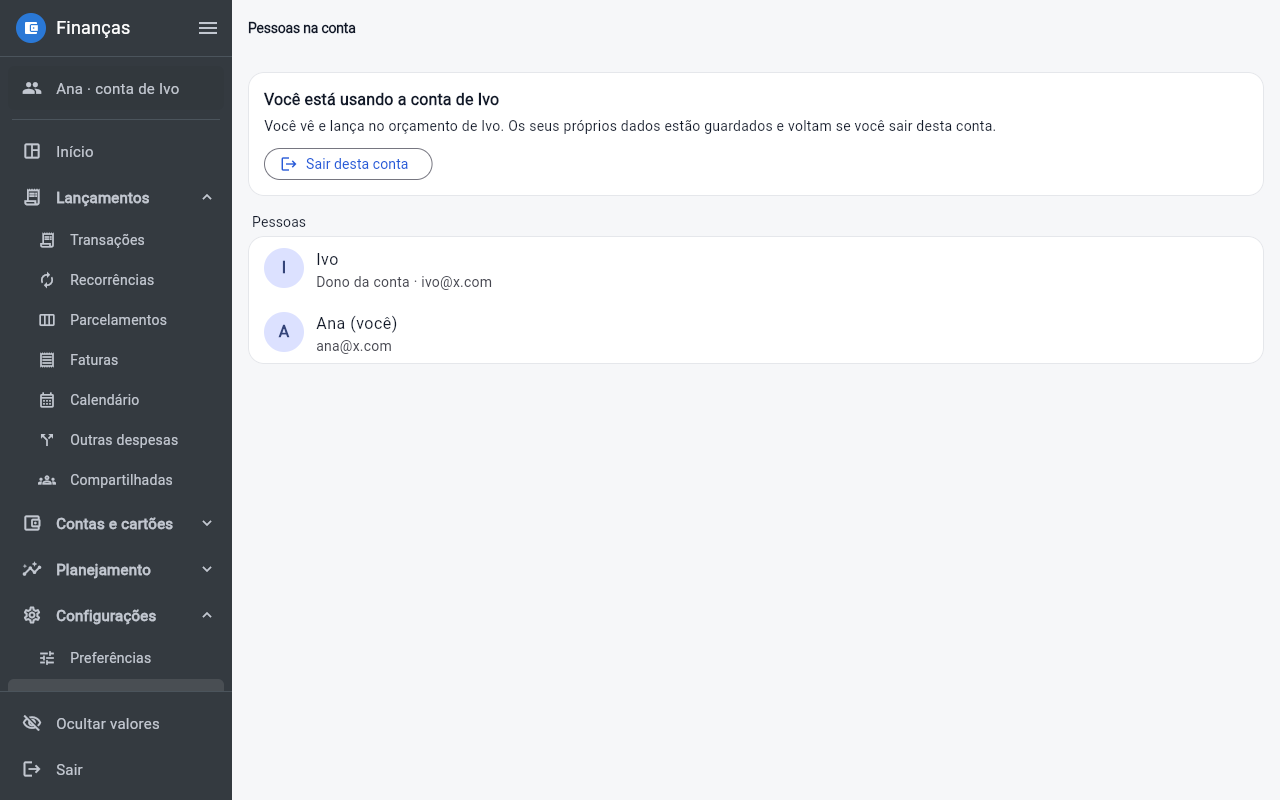 Finanças
Ana · conta de Ivo
Início
Lançamentos
Transações
Recorrências
Parcelamentos
Faturas
Calendário
Outras despesas
Compartilhadas
Contas e cartões
Planejamento
Configurações
Preferências
Ocultar valores
Sair
Pessoas na conta
Você está usando a conta de Ivo
Você vê e lança no orçamento de Ivo. Os seus próprios dados estão guardados e voltam se você sair desta conta.
Sair desta conta
Pessoas
I
Ivo
Dono da conta · ivo@x.com
A
Ana (você)
ana@x.com